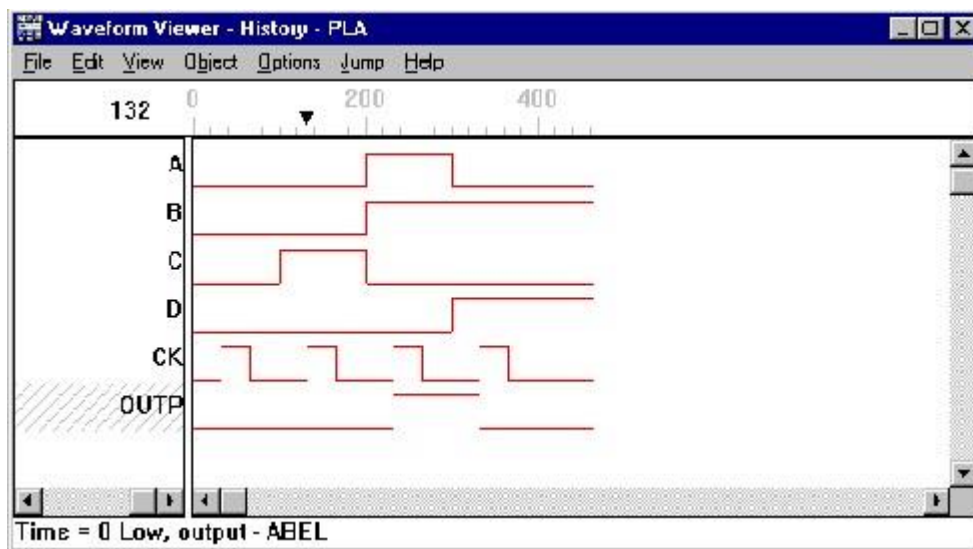 Waveform Viewer - History - PLA
File Edit View Object Options Jump Help
132 0 200 400
A
B
C
D
CK
OUTP
Time = 0 Low, output - ABEL